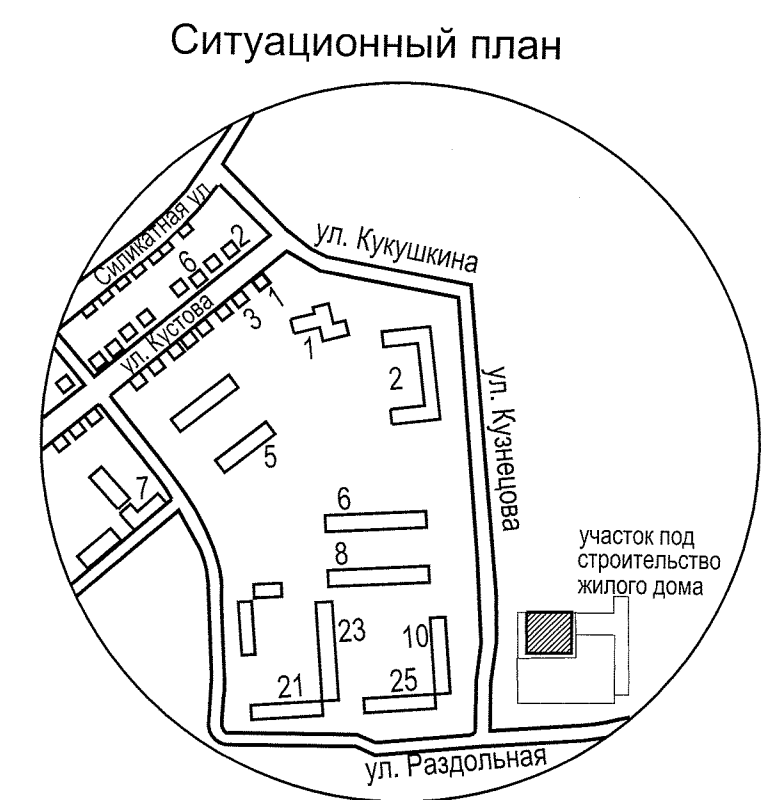 Ситуационный план
Силикатная ул.
ул. Кукушкина
2
6
ул. Кустова
1
3
1
2
ул. Кузнецова
5
7
6
8
участок под
строительство
жилого дома
23
10
21
25
ул. Раздольная